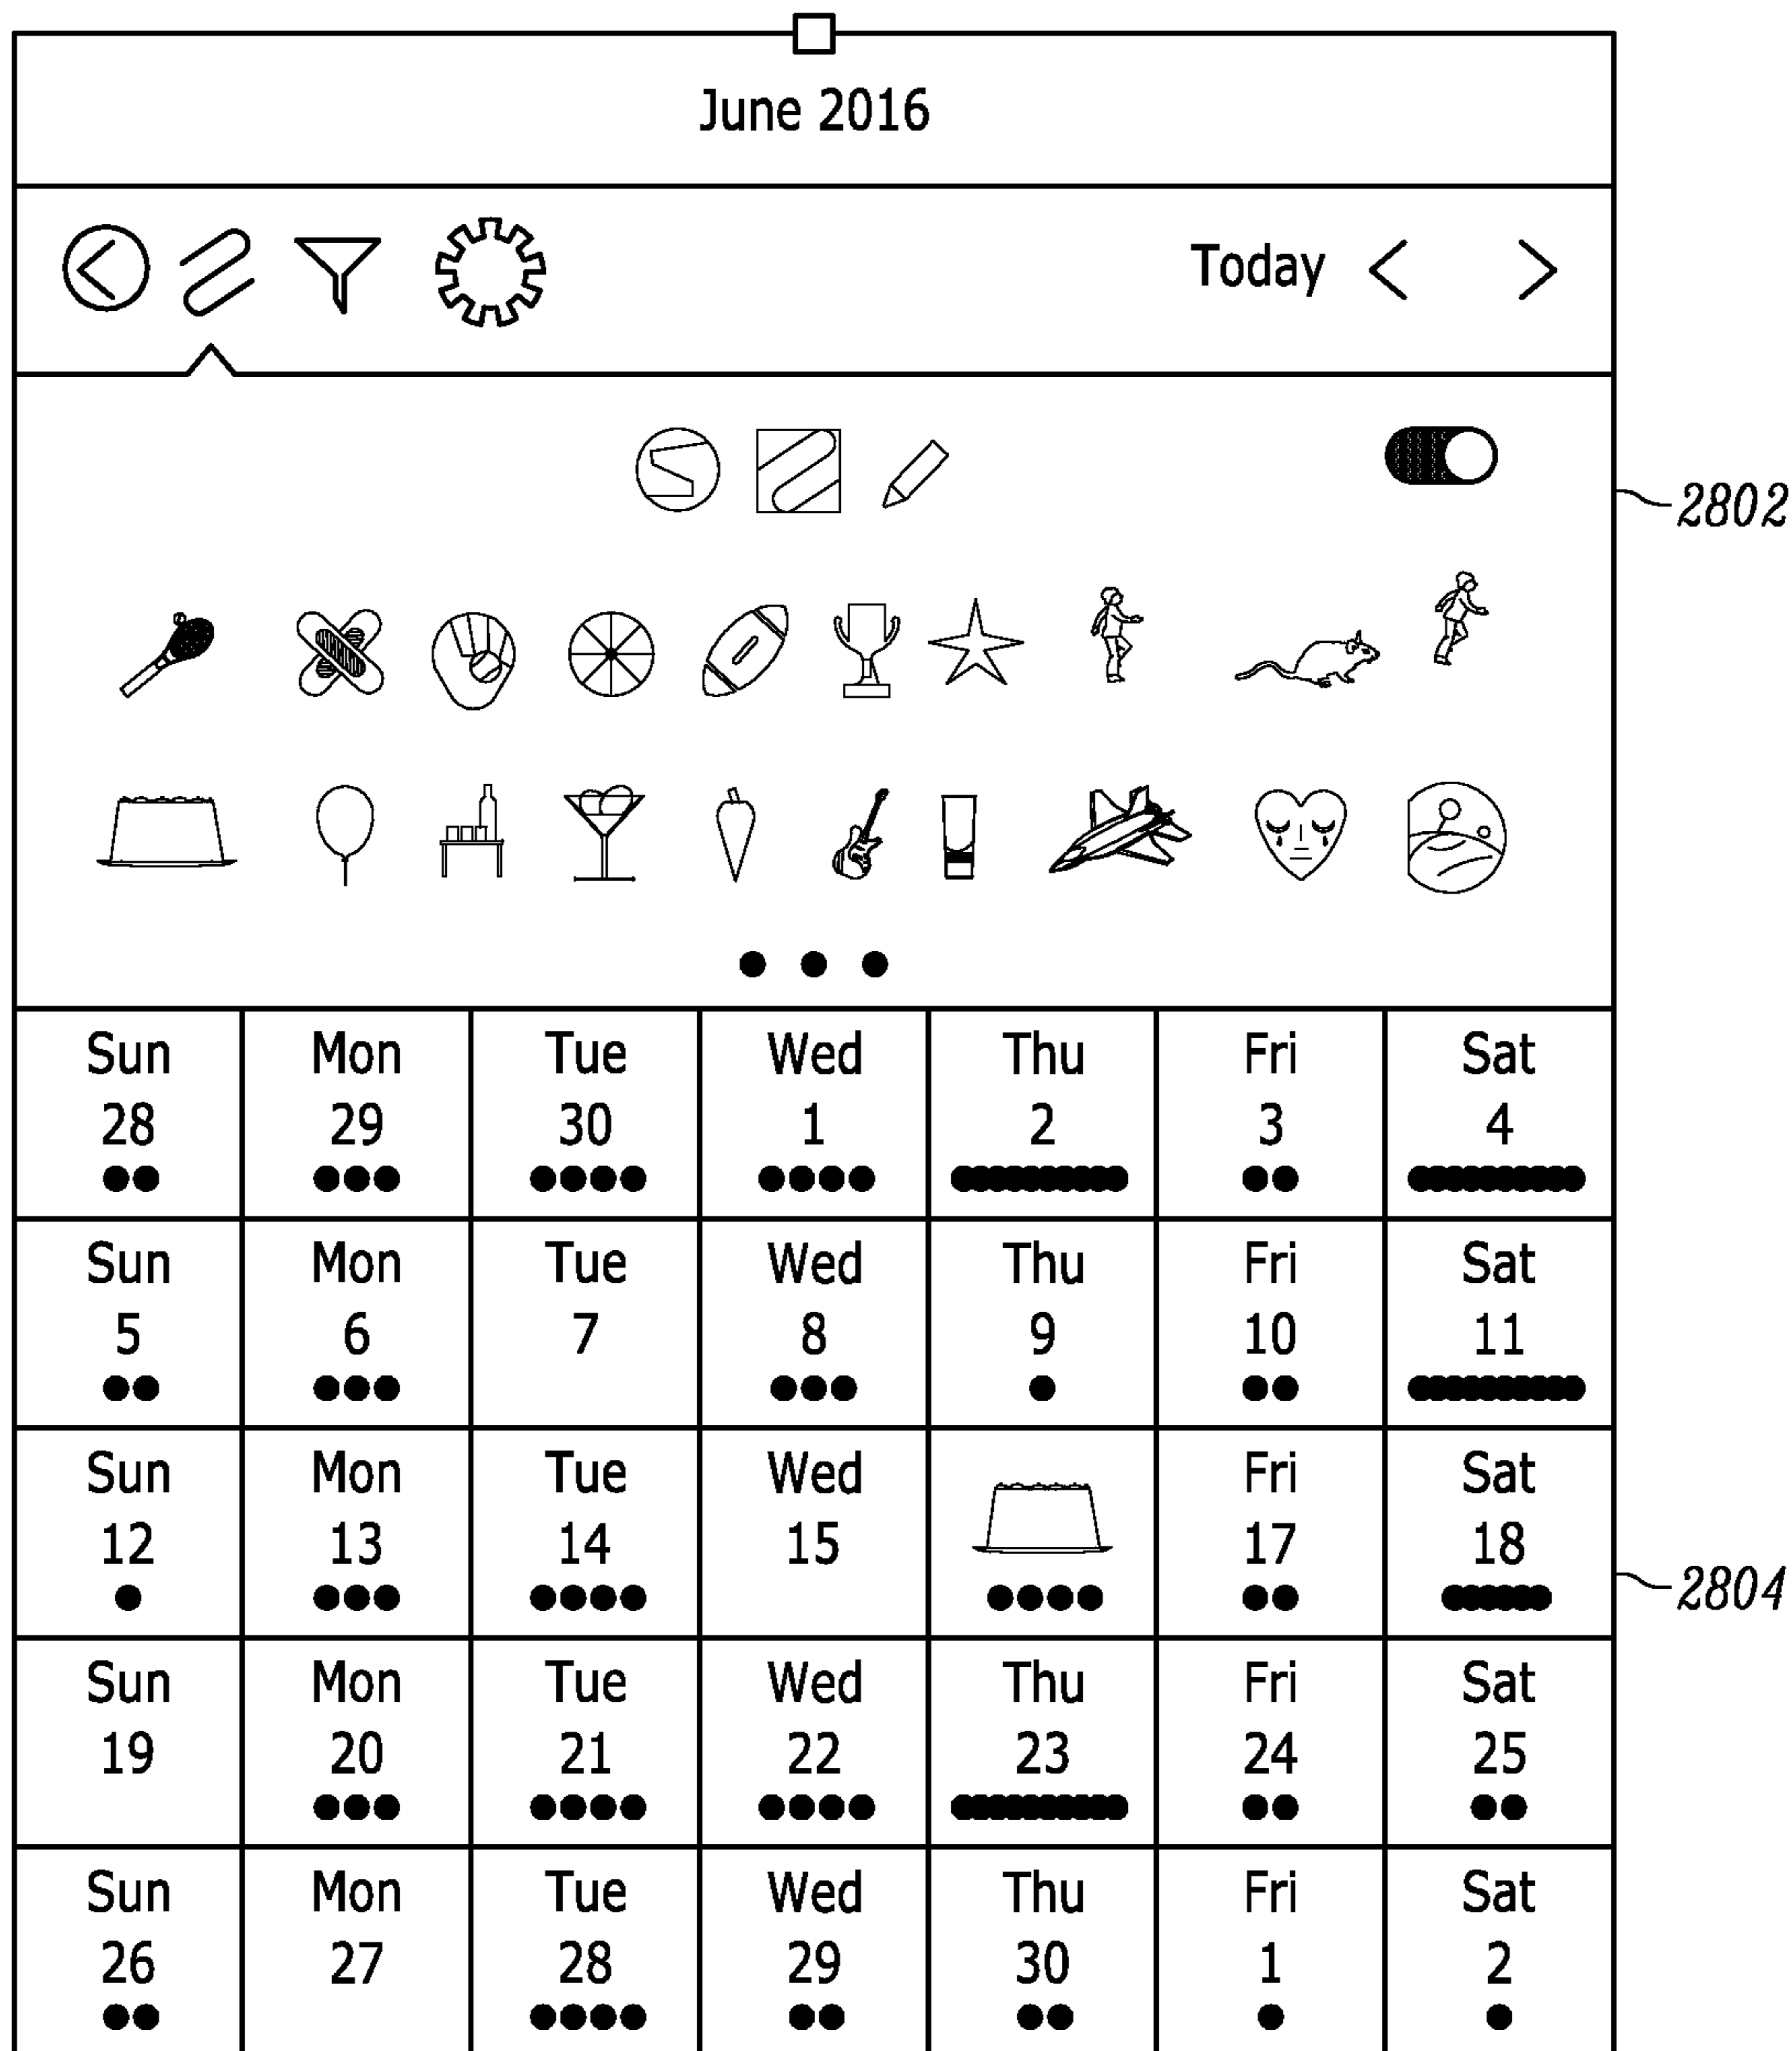 June 2016
Today
2802
Sun Mon Tue Wed Thu Fri Sat
28 29 30 1 2 3 4
Sun Mon Tue Wed Thu Fri Sat
5 6 7 8 9 10 11
Sun Mon Tue Wed Fri Sat
12 13 14 15 17 18
2804
Sun Mon Tue Wed Thu Fri Sat
19 20 21 22 23 24 25
Sun Mon Tue Wed Thu Fri Sat
26 27 28 29 30 1 2